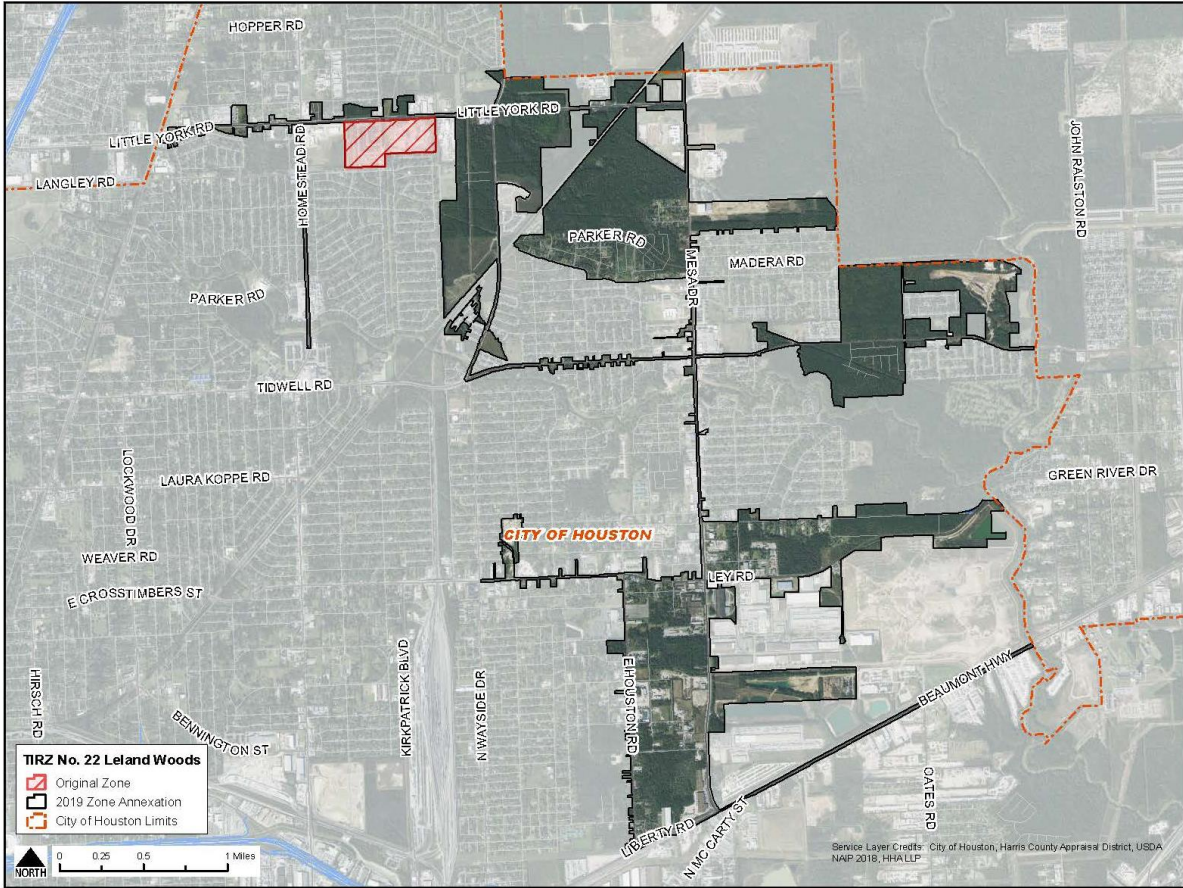 HOPPER RD
LITTLE YORK RD
LITTLE YORK RD
LANGLEY RD
HOMESTEAD RD
JOHN RALSTON RD
PARKER RD
MESA DR
MADERA RD
PARKER RD
TIDWELL RD
LOCKWOOD DR
LAURA KOPPE RD
GREEN RIVER DR
CITY OF HOUSTON
WEAVER RD
LEY RD
E CROSSTIMBERS ST
HIRSCH RD
KIRKPATRICK BLVD
N WAYSIDE DR
E HOUSTON RD
BEAUMONT HWY
BENNINGTON ST
OATES RD
LIBERTY RD
N MC CARTY ST
TIRZ No. 22 Leland Woods
Original Zone
2019 Zone Annexation
City of Houston Limits
NORTH
0 0.25 0.5 1 Miles
Service Layer Credits: City of Houston, Harris County Appraisal District, USDA
NAIP 2018, HHA LLP